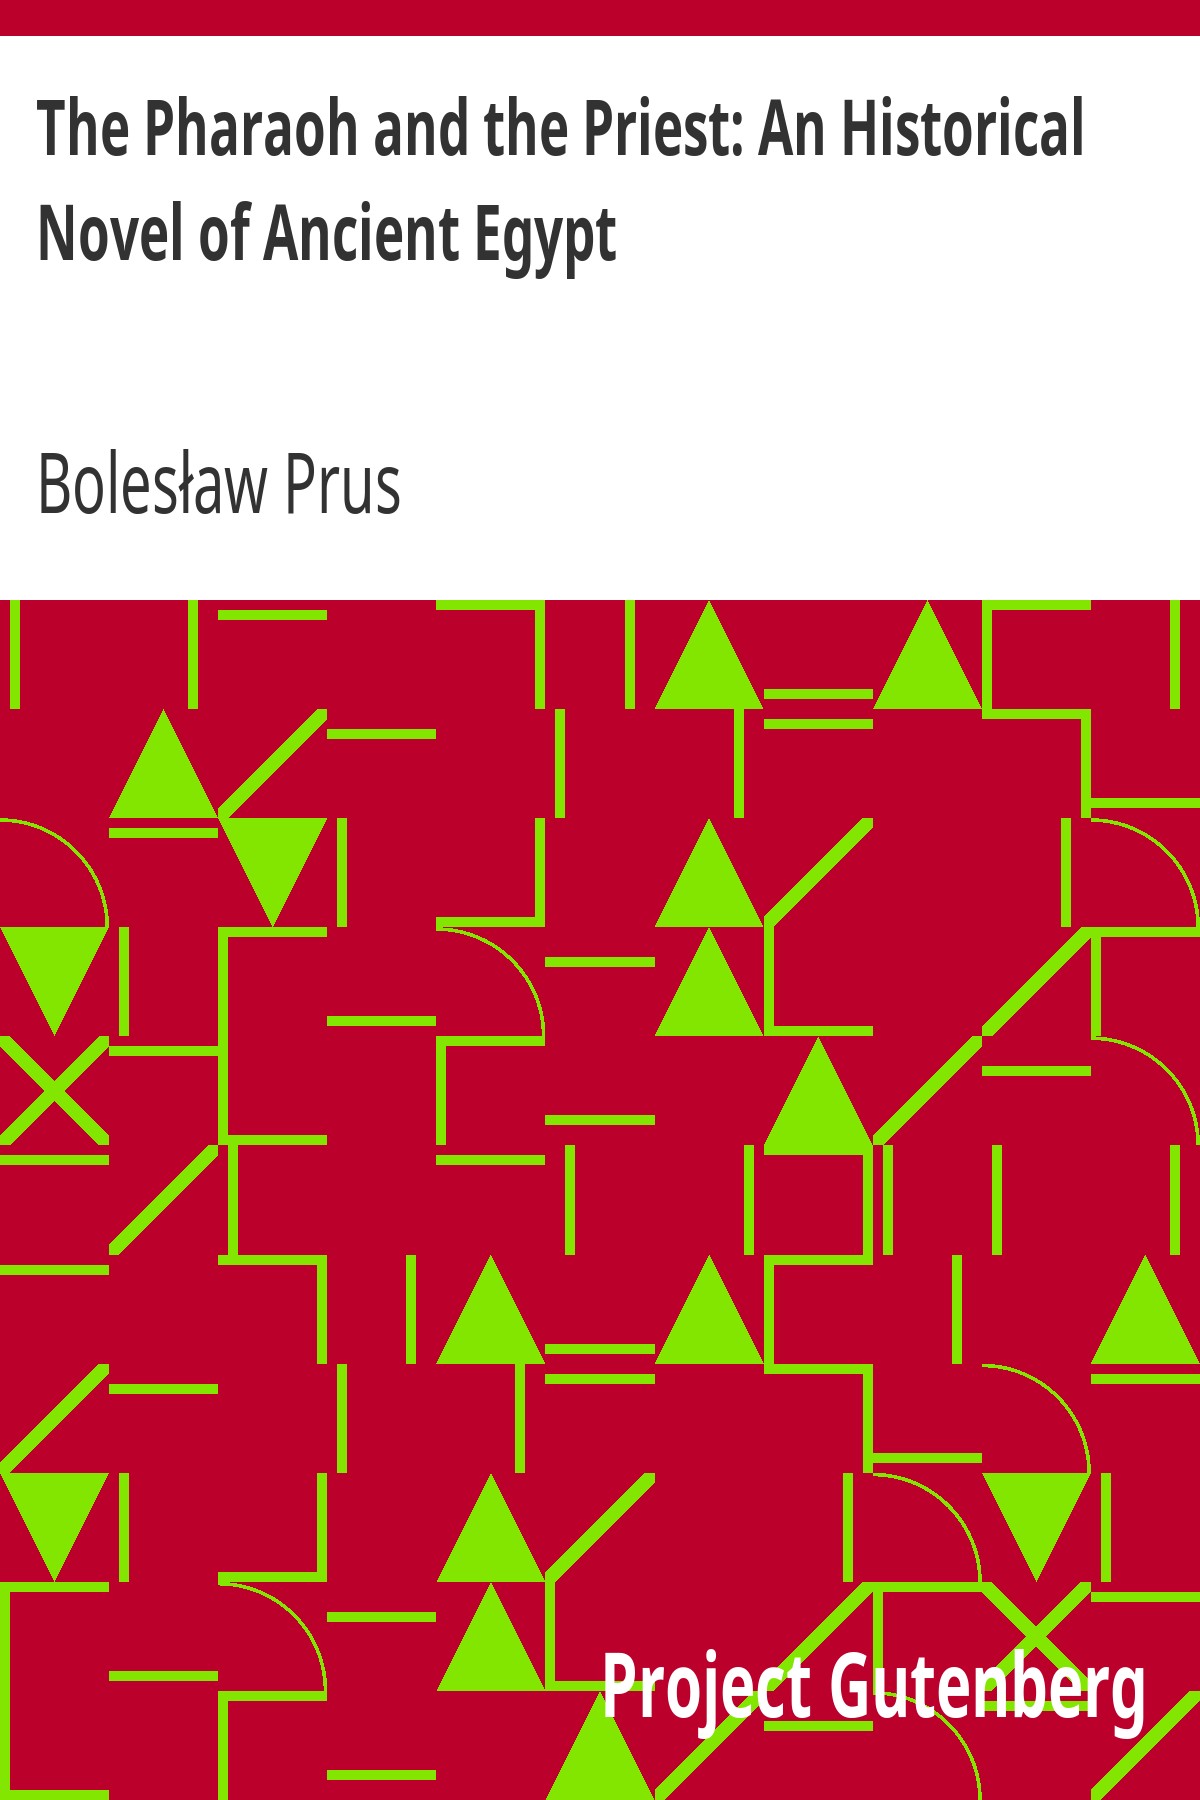 The Pharaoh and the Priest: An Historical
Novel of Ancient Egypt
Bolesław Prus
Project Gutenberg